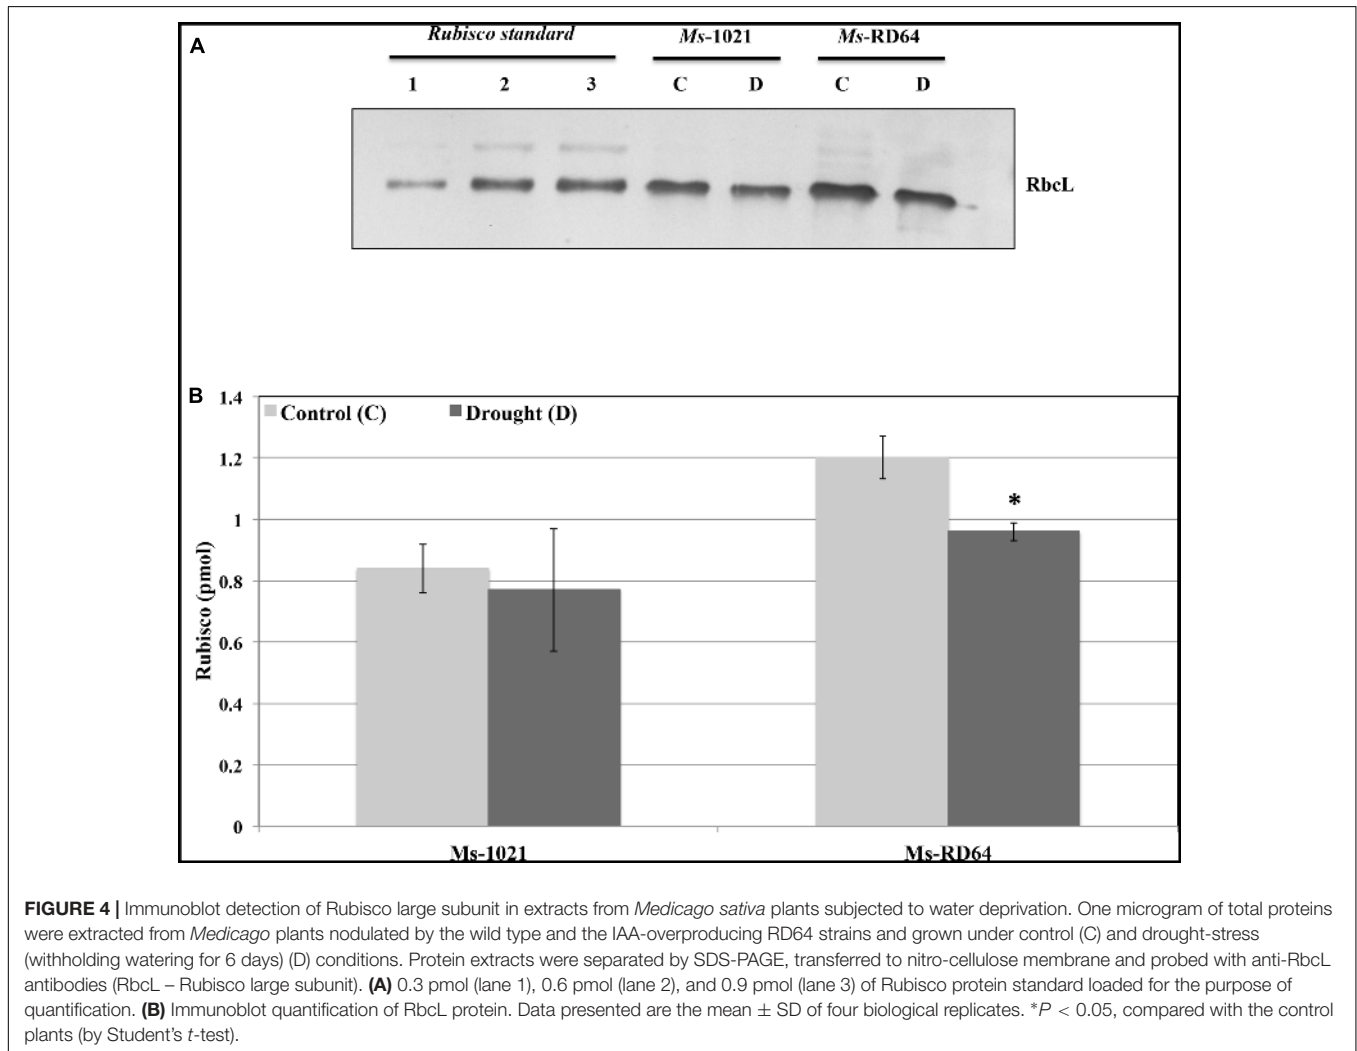 A
Rubisco standard Ms-1021 Ms-RD64
1 2 3 C D C D
RbcL
B
1.4
Control (C) Drought (D)
1.2
*
1
0.8
0.6
0.4
0.2
0
Rubisco (pmol)
Ms-1021 Ms-RD64
FIGURE 4 | Immunoblot detection of Rubisco large subunit in extracts from Medicago sativa plants subjected to water deprivation. One microgram of total proteins
were extracted from Medicago plants nodulated by the wild type and the IAA-overproducing RD64 strains and grown under control (C) and drought-stress
(withholding watering for 6 days) (D) conditions. Protein extracts were separated by SDS-PAGE, transferred to nitro-cellulose membrane and probed with anti-RbcL
antibodies (RbcL – Rubisco large subunit). (A) 0.3 pmol (lane 1), 0.6 pmol (lane 2), and 0.9 pmol (lane 3) of Rubisco protein standard loaded for the purpose of
quantification. (B) Immunoblot quantification of RbcL protein. Data presented are the mean ± SD of four biological replicates. *P < 0.05, compared with the control
plants (by Student's t-test).